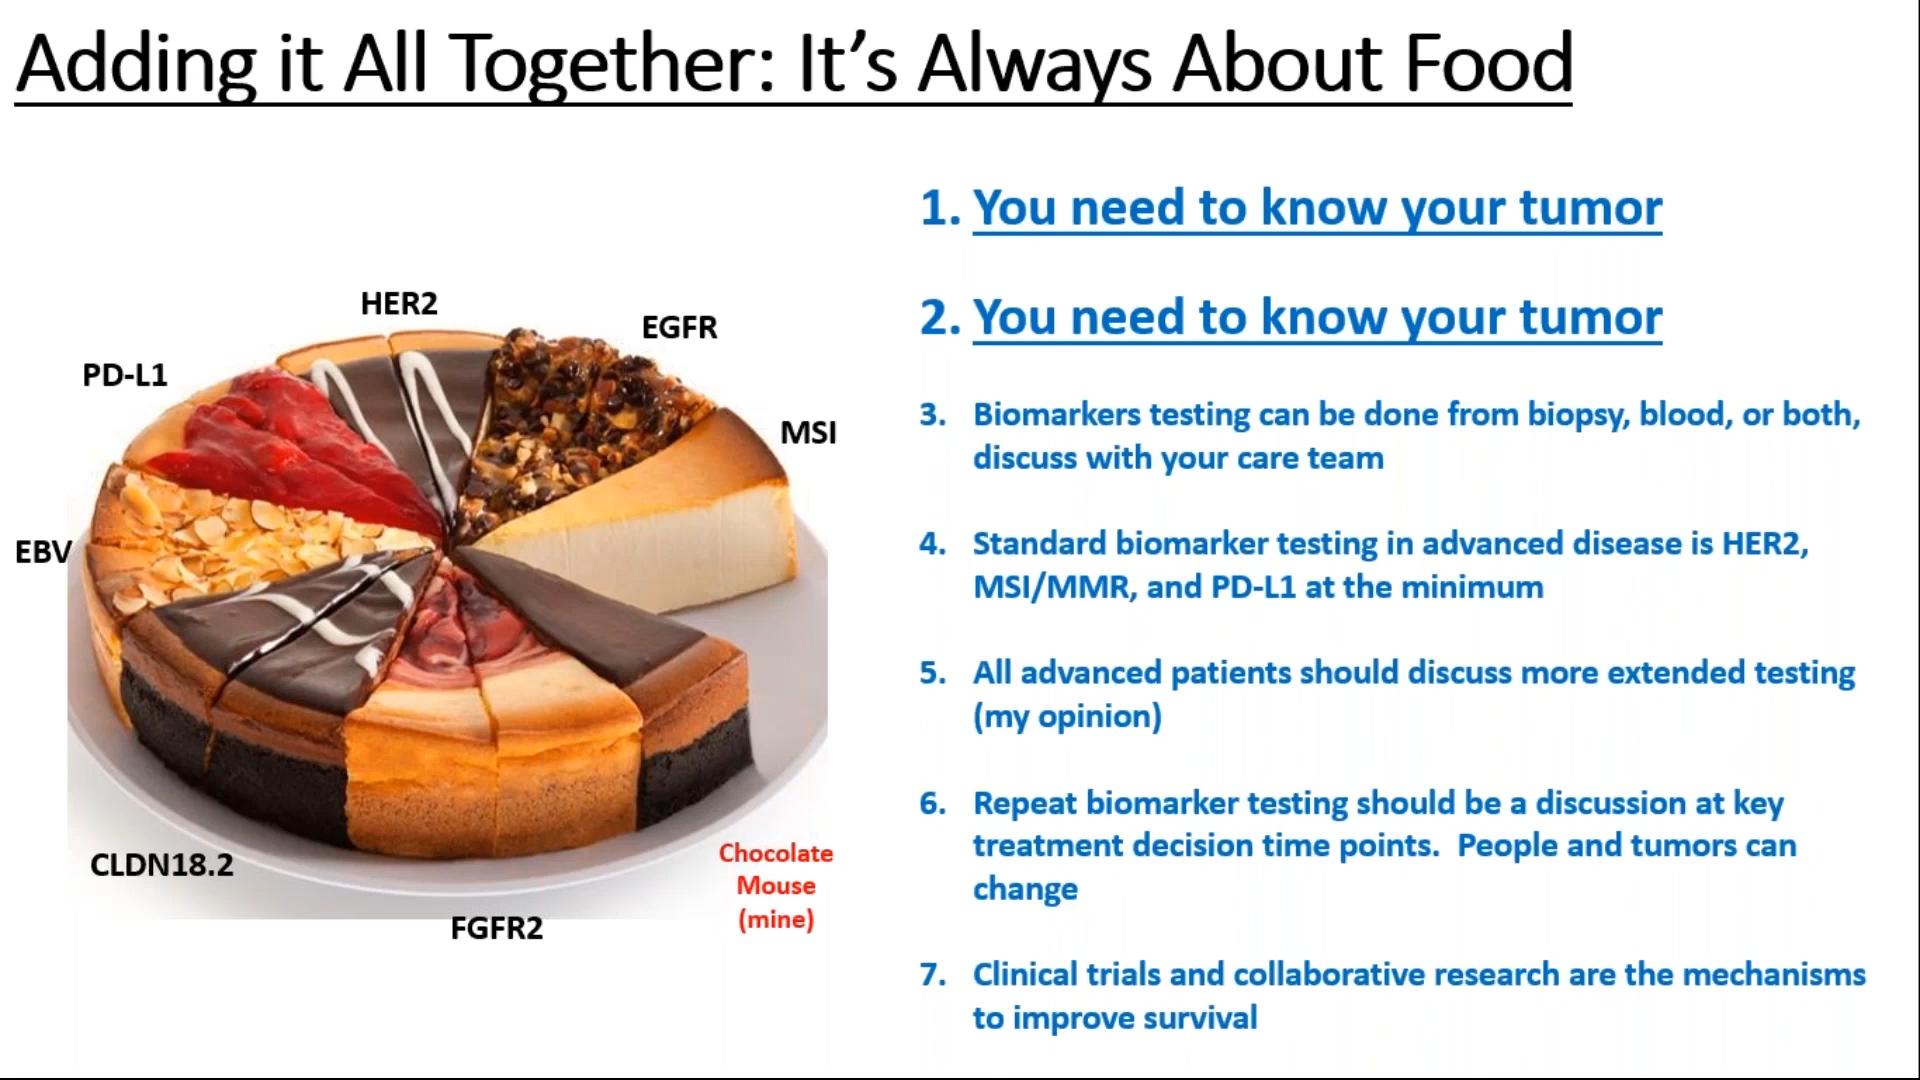 Adding it All Together: It’s Always About Food
HER2
EGFR
PD-L1
MSI
EBV
CLDN18.2
FGFR2
Chocolate
Mouse
(mine)
1. You need to know your tumor
2. You need to know your tumor
3. Biomarkers testing can be done from biopsy, blood, or both,
discuss with your care team
4. Standard biomarker testing in advanced disease is HER2,
MSI/MMR, and PD-L1 at the minimum
5. All advanced patients should discuss more extended testing
(my opinion)
6. Repeat biomarker testing should be a discussion at key
treatment decision time points. People and tumors can
change
7. Clinical trials and collaborative research are the mechanisms
to improve survival